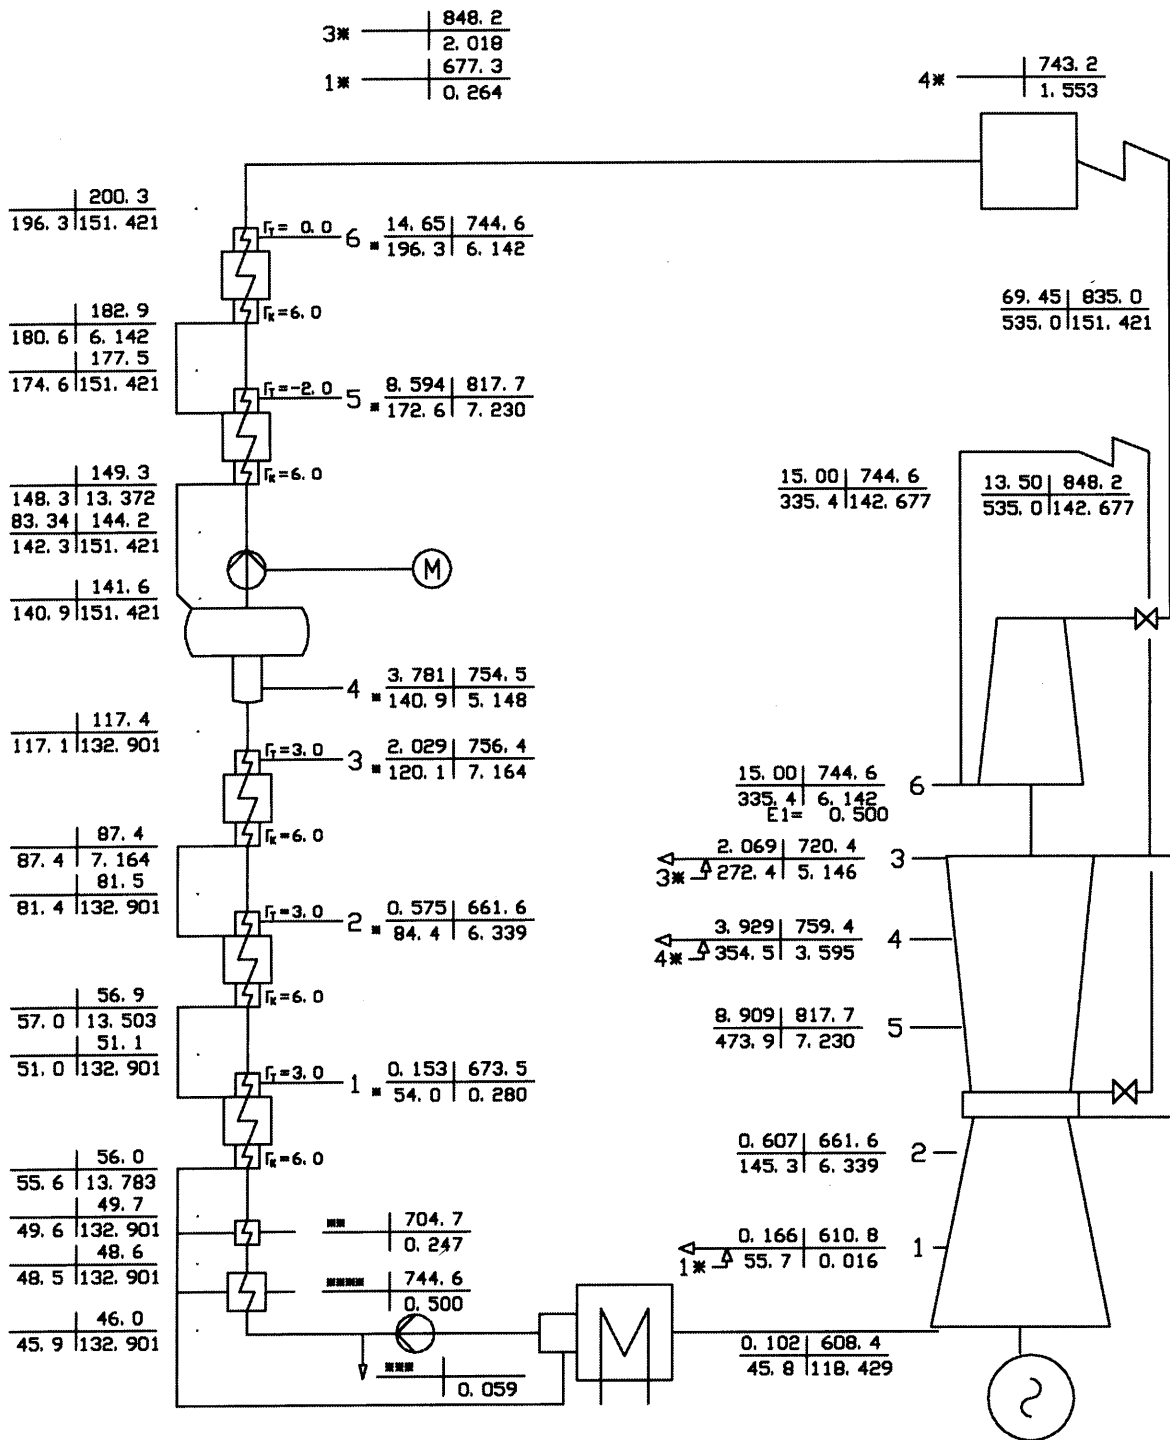 3* 848. 2
2. 018
1* 677. 3
0. 264
4* 743. 2
1. 553
200. 3
196. 3 151. 421
Γт= 0. 0 6 * 14. 65 744. 6
196. 3 6. 142
Γк=6. 0
182. 9
180. 6 6. 142
177. 5
174. 6 151. 421
Γт=-2. 0 5 * 8. 594 817. 7
172. 6 7. 230
Γк=6. 0
69. 45 835. 0
535. 0 151. 421
15. 00 744. 6
335. 4 142. 677
13. 50 848. 2
535. 0 142. 677
149. 3
148. 3 13. 372
83. 34 144. 2
142. 3 151. 421
M
141. 6
140. 9 151. 421
4 * 3. 781 754. 5
140. 9 5. 148
117. 4
117. 1 132. 901
Γт=3. 0 3 * 2. 029 756. 4
120. 1 7. 164
Γк=6. 0
15. 00 744. 6 6
335. 4 6. 142
E1= 0. 500
87. 4
87. 4 7. 164
81. 5
81. 4 132. 901
2. 069 720. 4 3
3* 272. 4 5. 146
Γт=3. 0 2 * 0. 575 661. 6
84. 4 6. 339
Γк=6. 0
3. 929 759. 4 4
4* 354. 5 3. 595
56. 9
57. 0 13. 503
51. 1
51. 0 132. 901
8. 909 817. 7 5
473. 9 7. 230
Γт=3. 0 1 * 0. 153 673. 5
54. 0 0. 280
Γк=6. 0
0. 607 661. 6 2
145. 3 6. 339
56. 0
55. 6 13. 783
49. 7
49. 6 132. 901
48. 6
48. 5 132. 901
** 704. 7
0. 247
**** 744. 6
0. 500
0. 166 610. 8 1
1* 55. 7 0. 016
46. 0
45. 9 132. 901
*** 
0. 059
0. 102 608. 4
45. 8 118. 429